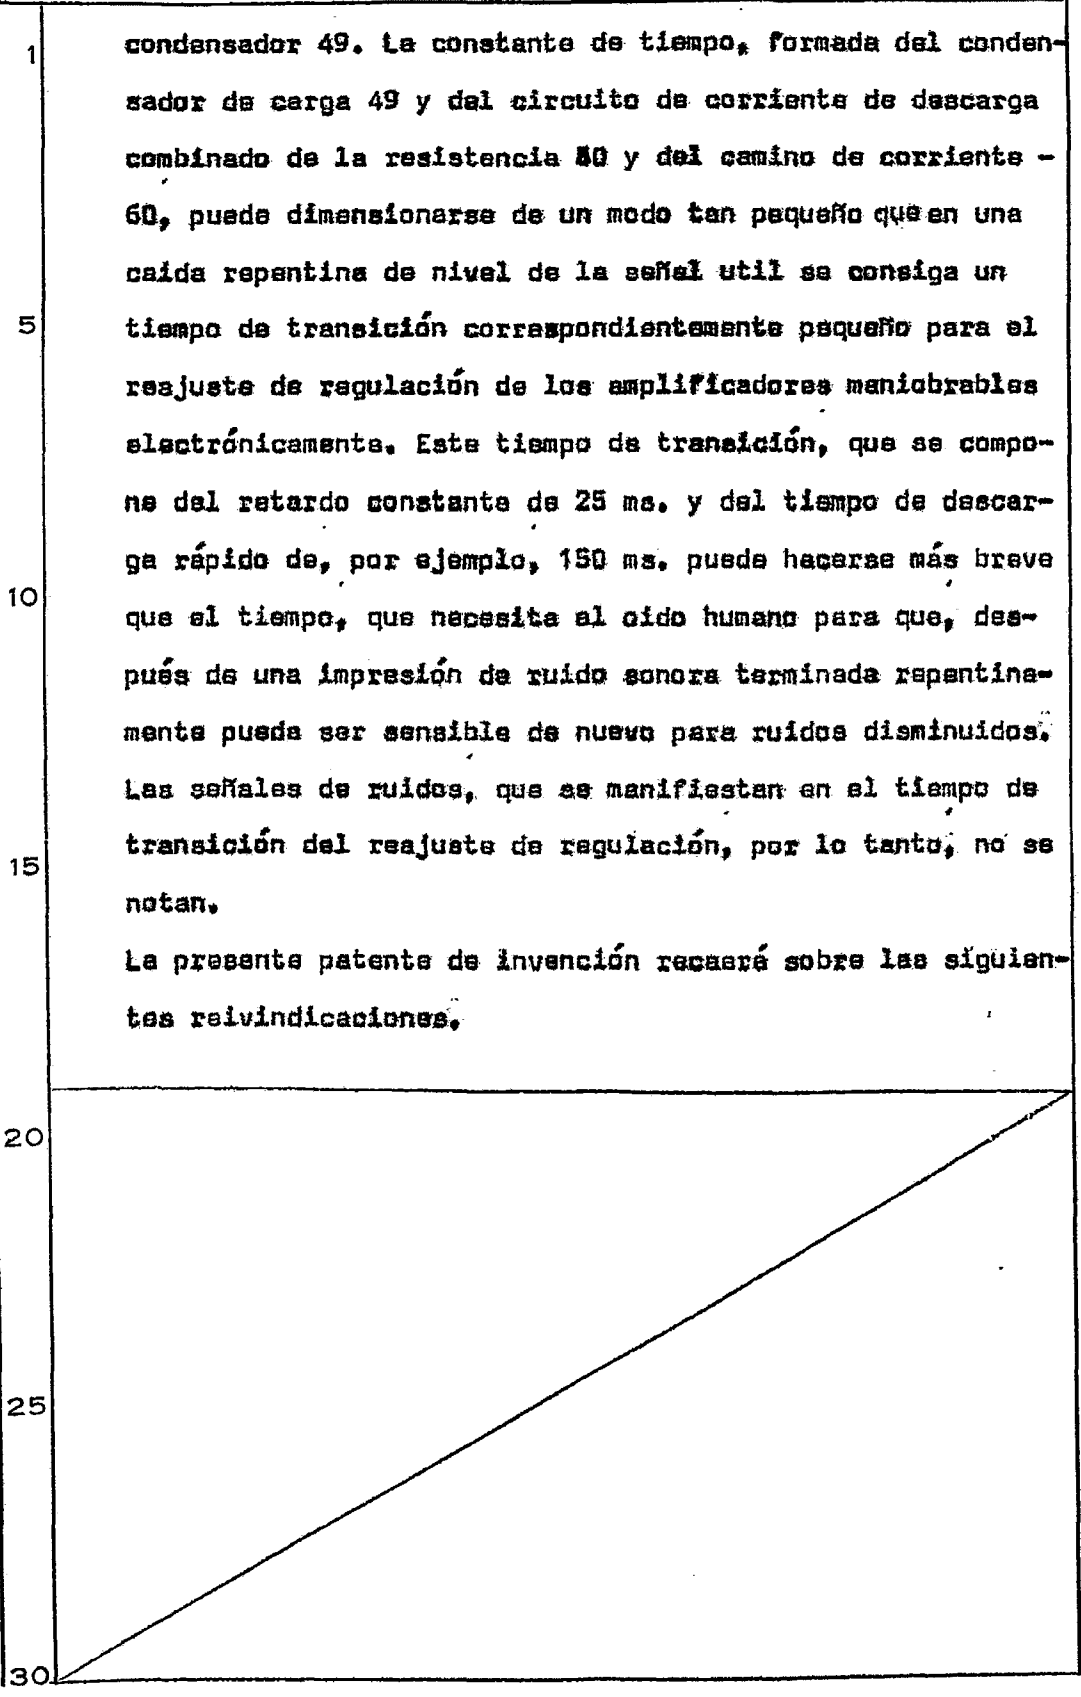 1 condensador 49. La constante de tiempo, formada del conden-
sador de carga 49 y del circuito de corriente de descarga
combinado de la resistencia y del camino de corriente -
60, puede dimensionarse de un modo tan pequeño que en una
caida repentina de nivel de la señal util se consiga un
5 tiempo de transición correspondientemente pequeño para el
reajuste de regulación de los amplificadores maniobrables
electrónicamente. Este tiempo de transición, que se compo-
ne del retardo constante de 25 ms. y del tiempo de descar-
ga rápido de, por ejemplo, 150 ms. puede hacerse más breve
10 que el tiempo, que necesita el oido humano para que, des-
pués de una impresión de ruido sonora terminada repentina-
mente pueda ser sensible de nuevo para ruidos disminuidos.
Las señales de ruidos, que se manifiestan en el tiempo de
transición del reajuste de regulación, por lo tanto, no se
15 notan.
La presente patente de invención recaerá sobre las siguien-
tes reivindicaciones.
20
25
30